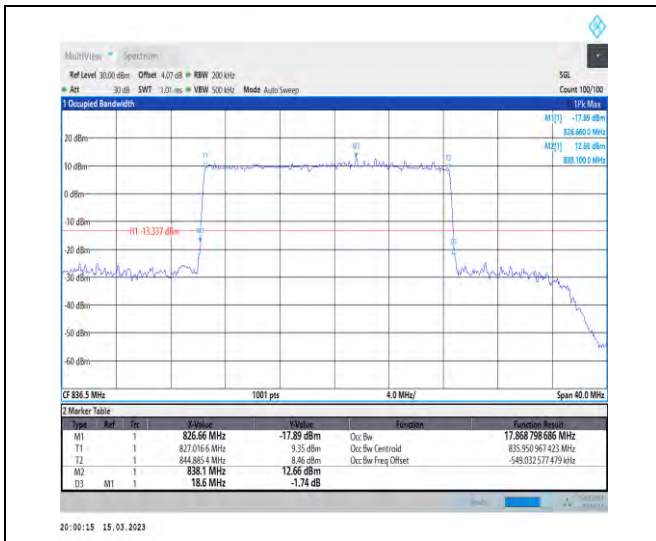 MultiView Spectrum
Ref Level 30.00 dBm Offset 4.07 dB RBW 200 kHz SGL
Att 30 dB SWT 1.01 ms VBW 500 kHz Mode Auto Sweep Count 100/100
1 Occupied Bandwidth 1Pk Max
M1[1] -17.89 dBm
826.660 0 MHz
M2[1] 12.66 dBm
838.100 0 MHz
20 dBm
T1 M2 T2
10 dBm
0 dBm
-10 dBm
H1 -13.337 dBm M1
-20 dBm D3
-30 dBm
-40 dBm
-50 dBm
-60 dBm
CF 836.5 MHz 1001 pts 4.0 MHz/ Span 40.0 MHz
2 Marker Table
Type Ref Trc X-Value Y-Value Function Function Result
M1 1 826.66 MHz -17.89 dBm Occ Bw 17.868 798 686 MHz
T1 1 827.016 6 MHz 9.35 dBm Occ Bw Centroid 835.950 967 423 MHz
T2 1 844.885 4 MHz 8.46 dBm Occ Bw Freq Offset -549.032 577 479 kHz
M2 1 838.1 MHz 12.66 dBm
D3 M1 1 18.6 MHz -1.74 dB
20:00:15 15.03.2023